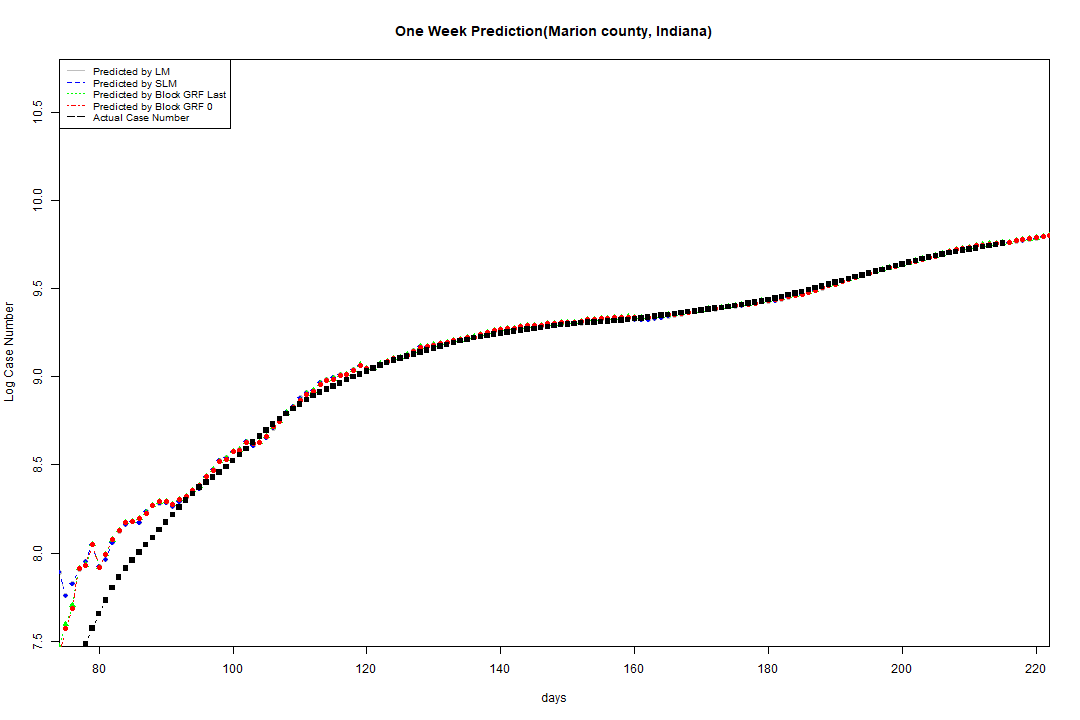 One Week Prediction(Marion county, Indiana)
Predicted by LM
Predicted by SLM
Predicted by Block GRF Last
Predicted by Block GRF 0
Actual Case Number
10.5
10.0
9.5
9.0
8.5
8.0
7.5
Log Case Number
80 100 120 140 160 180 200 220
days